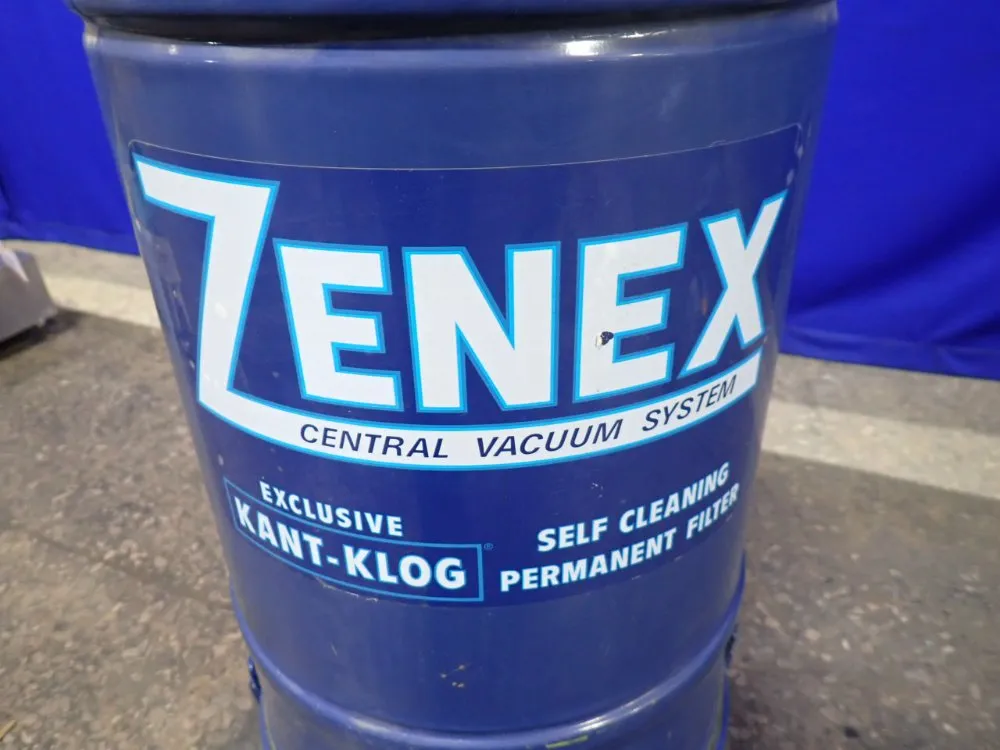 ZENEX
CENTRAL VACUUM SYSTEM
EXCLUSIVE
KANT-KLOG®
SELF CLEANING
PERMANENT FILTER